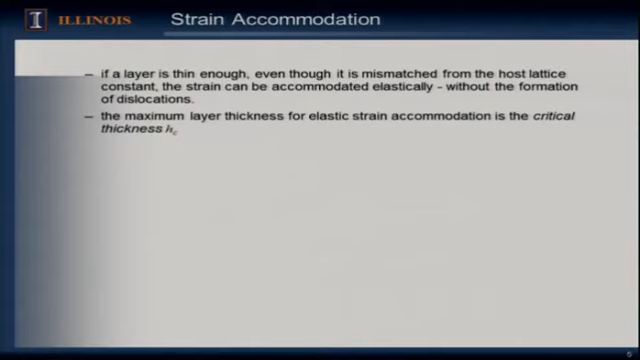 I ILLINOIS
Strain Accommodation
– if a layer is thin enough, even though it is mismatched from the host lattice
constant, the strain can be accommodated elastically - without the formation
of dislocations.
– the maximum layer thickness for elastic strain accommodation is the critical
thickness hc